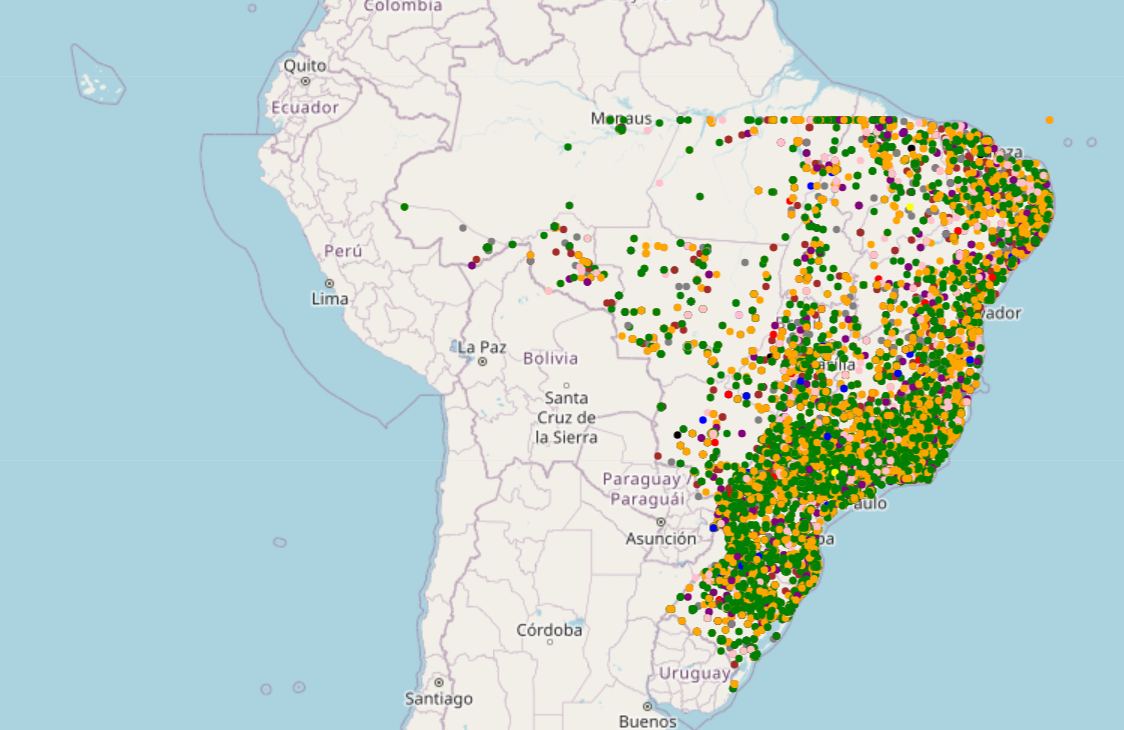 Colombia
Quito
Ecuador
Manaus
Perú
Lima
La Paz
Bolivia
Santa
Cruz de
la Sierra
Paraguay /
Paraguái
Asunción
aulo
Córdoba
Uruguay
Santiago
Buenos